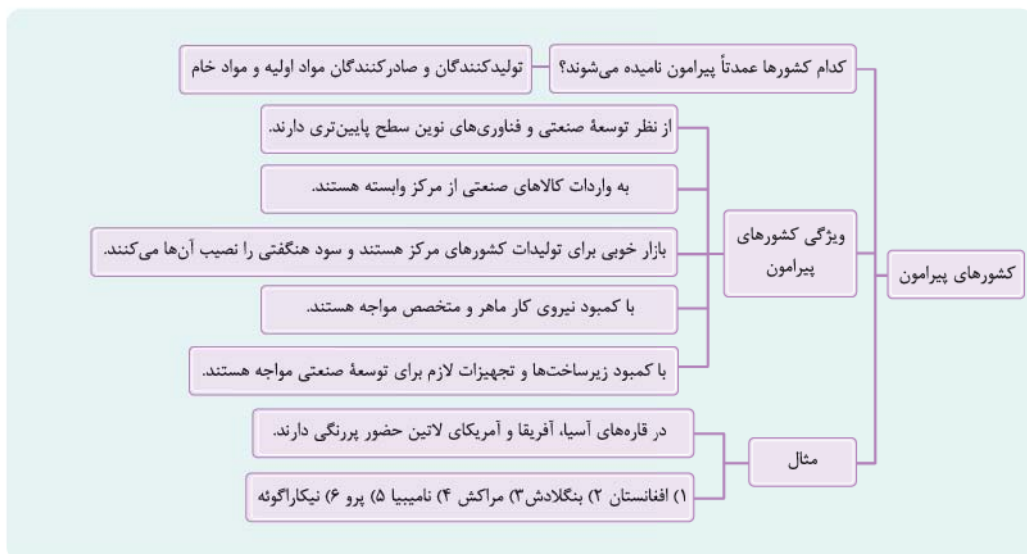 کدام کشورها عمدتاً پیرامون نامیده می‌شوند؟
تولیدکنندگان و صادرکنندگان مواد اولیه و مواد خام
کشورهای پیرامون
ویژگی کشورهای
پیرامون
از نظر توسعهٔ صنعتی و فناوری‌های نوین سطح پایین‌تری دارند.
به واردات کالاهای صنعتی از مرکز وابسته هستند.
بازار خوبی برای تولیدات کشورهای مرکز هستند و سود هنگفتی را نصیب آن‌ها می‌کنند.
با کمبود نیروی کار ماهر و متخصص مواجه هستند.
با کمبود زیرساخت‌ها و تجهیزات لازم برای توسعهٔ صنعتی مواجه هستند.
مثال
در قاره‌های آسیا، آفریقا و آمریکای لاتین حضور پررنگی دارند.
۱) افغانستان ۲) بنگلادش۳) مراکش ۴) نامیبیا ۵) پرو ۶) نیکاراگوئه